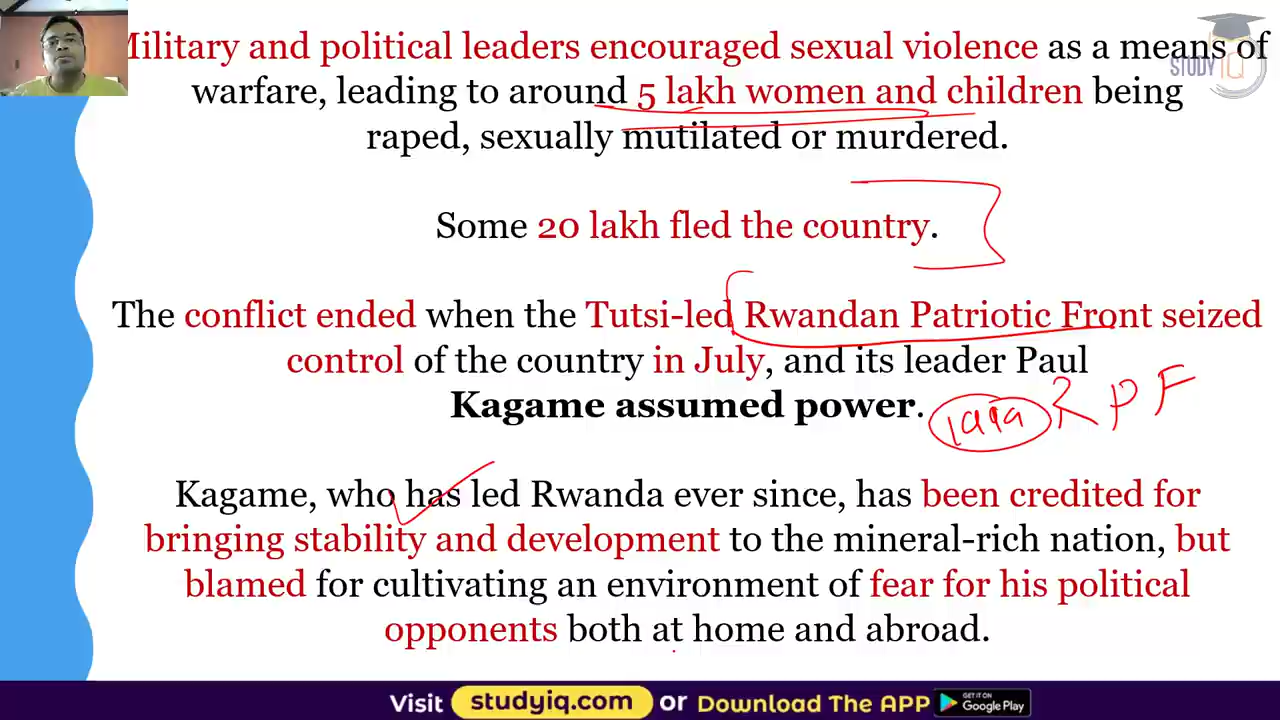 Military and political leaders encouraged sexual violence as a means of
warfare, leading to around 5 lakh women and children being
raped, sexually mutilated or murdered.
STUDY IQ
Some 20 lakh fled the country.
The conflict ended when the Tutsi-led Rwandan Patriotic Front seized
control of the country in July, and its leader Paul
Kagame assumed power.
RPF
Kagame, who has led Rwanda ever since, has been credited for
bringing stability and development to the mineral-rich nation, but
blamed for cultivating an environment of fear for his political
opponents both at home and abroad.
Visit studyiq.com or Download The APP GET IT ON Google Play